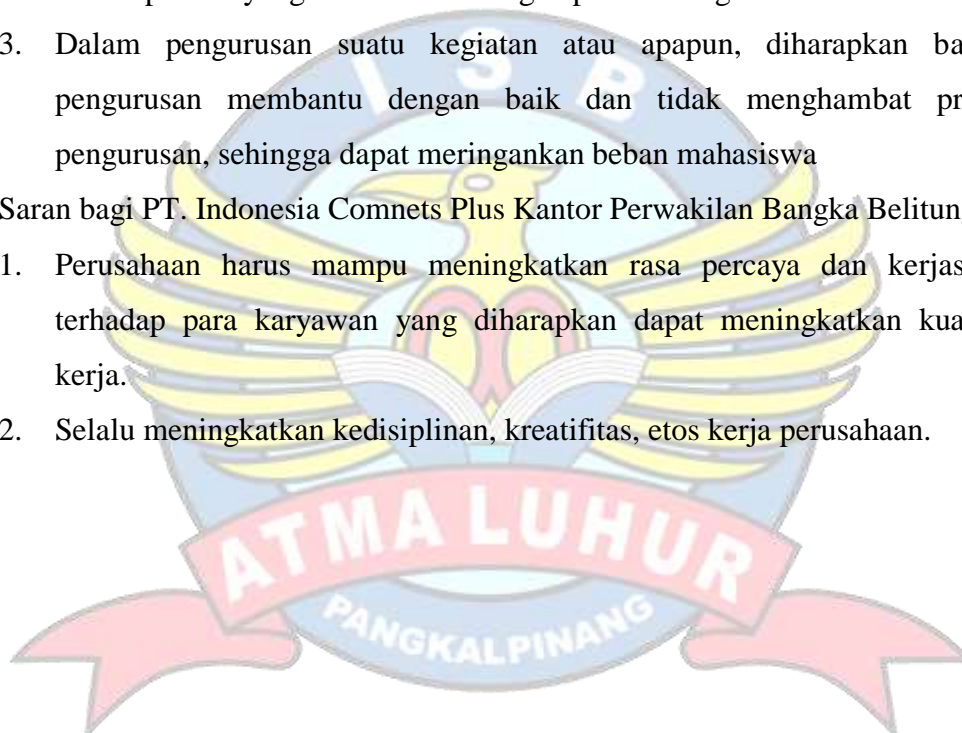 3. Dalam pengurusan suatu kegiatan atau apapun, diharapkan ba
pengurusan membantu dengan baik dan tidak menghambat pr
pengurusan, sehingga dapat meringankan beban mahasiswa
Saran bagi PT. Indonesia Comnets Plus Kantor Perwakilan Bangka Belitun
1. Perusahaan harus mampu meningkatkan rasa percaya dan kerjas
terhadap para karyawan yang diharapkan dapat meningkatkan kua
kerja.
2. Selalu meningkatkan kedisiplinan, kreatifitas, etos kerja perusahaan.
I S B
ATMA LUHUR
PANGKALPINANG